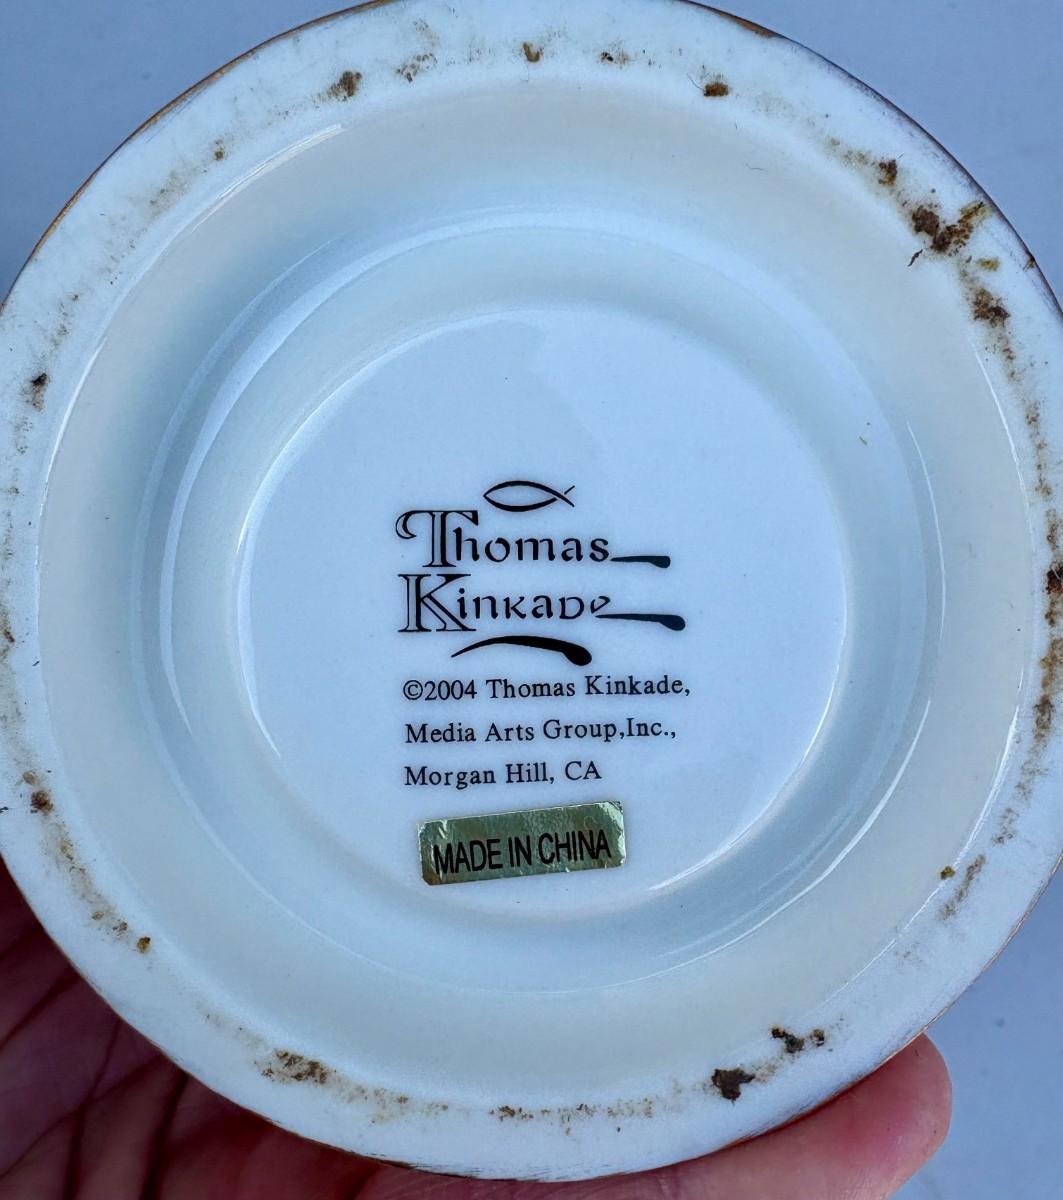 Thomas
Kinkade
©2004 Thomas Kinkade,
Media Arts Group,Inc.,
Morgan Hill, CA
MADE IN CHINA